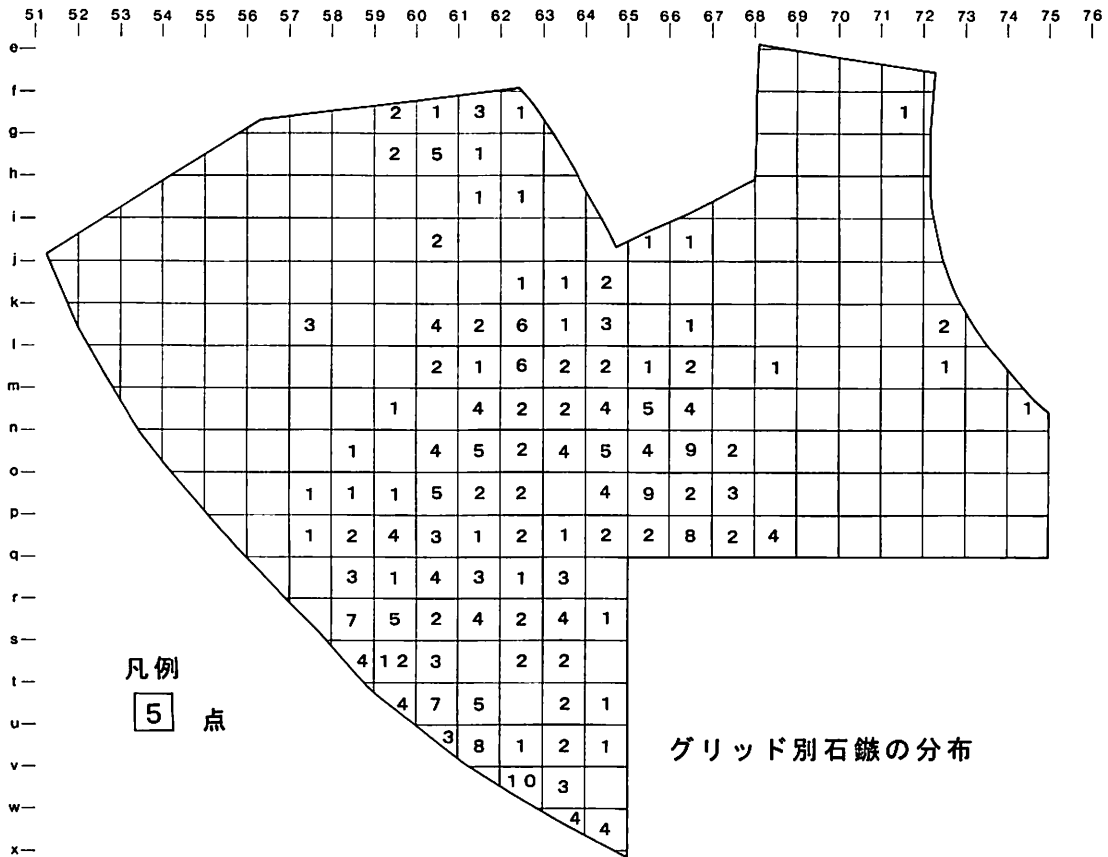 51 52 53 54 55 56 57 58 59 60 61 62 63 64 65 66 67 68 69 70 71 72 73 74 75 76
e
f
2 1 3 1 1
g
2 5 1
h
1 1
i
2 1 1
j
1 1 2
k
3 4 2 6 1 3 1 2
l
2 1 6 2 2 1 2 1 1
m
1 4 2 2 4 5 4 1
n
1 4 5 2 4 5 4 9 2
o
1 1 1 5 2 2 4 9 2 3
p
1 2 4 3 1 2 1 2 2 8 2 4
q
3 1 4 3 1 3
r
7 5 2 4 2 4 1
s
4 12 3 2 2
t
4 7 5 2 1
u
3 8 1 2 1
v
10 3
w
4 4
x
凡例
5 点
グリッド別石鏃の分布